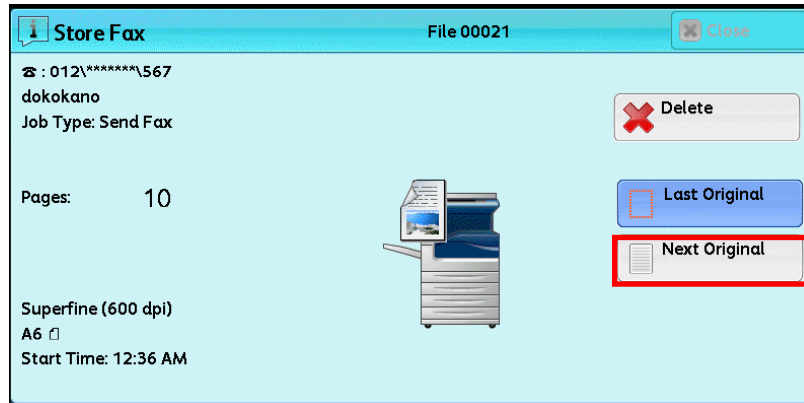 Store Fax
File 00021
Close
☎ : 012\*******\567
dokokano
Job Type: Send Fax
Delete
Pages: 10
Last Original
Next Original
Superfine (600 dpi)
A6
Start Time: 12:36 AM